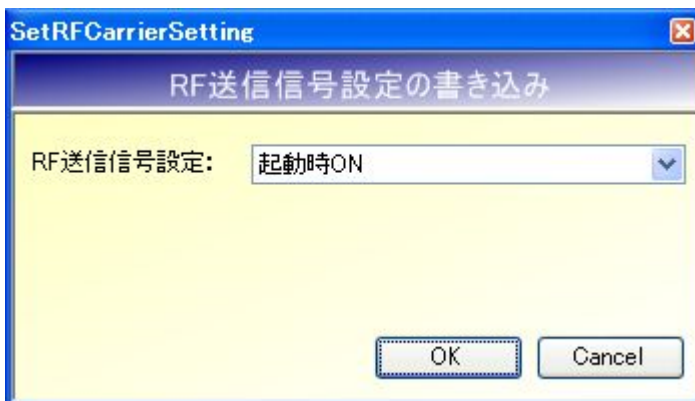 SetRFCarrierSetting
RF送信信号設定の書き込み
RF送信信号設定: 起動時ON
OK Cancel